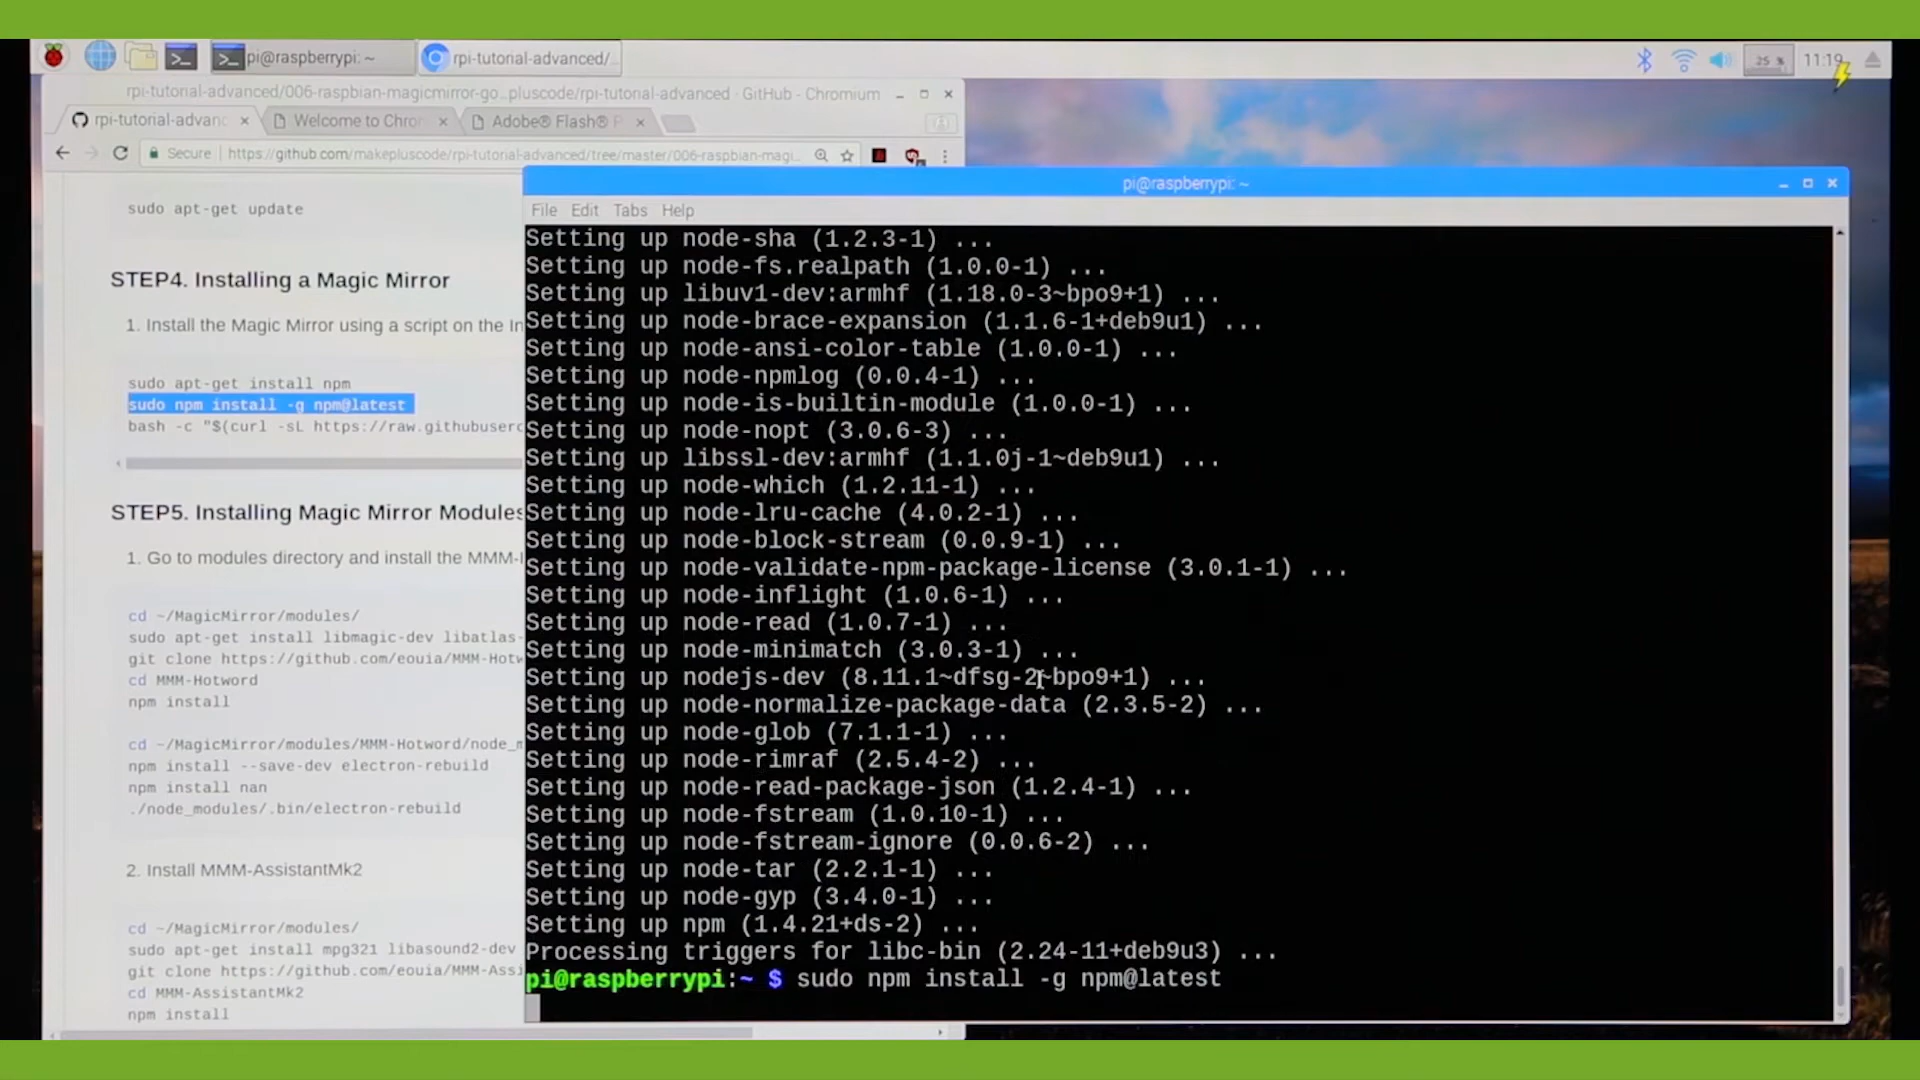 pi@raspberrypi: ~
rpi-tutorial-advanced/
25 %
11:19
rpi-tutorial-advanced/006-raspbian-magicmirror-go...pluscode/rpi-tutorial-advanced · GitHub - Chromium
rpi-tutorial-advanc
Welcome to Chro
Adobe® Flash® P
Secure
https://github.com/makepluscode/rpi-tutorial-advanced/tree/master/006-raspbian-magi...
sudo apt-get update
STEP4. Installing a Magic Mirror
1. Install the Magic Mirror using a script on the In
sudo apt-get install npm
sudo npm install -g npm@latest
bash -c "$(curl -sL https://raw.githubuserc
STEP5. Installing Magic Mirror Modules
1. Go to modules directory and install the MMM-
cd ~/MagicMirror/modules/
sudo apt-get install libmagic-dev libatlas-
git clone https://github.com/eouia/MMM-Hotw
cd MMM-Hotword
npm install
cd ~/MagicMirror/modules/MMM-Hotword/node_m
npm install --save-dev electron-rebuild
npm install nan
./node_modules/.bin/electron-rebuild
2. Install MMM-AssistantMk2
cd ~/MagicMirror/modules/
sudo apt-get install mpg321 libasound2-dev
git clone https://github.com/eouia/MMM-Assi
cd MMM-AssistantMk2
npm install
pi@raspberrypi: ~
File Edit Tabs Help
Setting up node-sha (1.2.3-1) ...
Setting up node-fs.realpath (1.0.0-1) ...
Setting up libuv1-dev:armhf (1.18.0-3~bpo9+1) ...
Setting up node-brace-expansion (1.1.6-1+deb9u1) ...
Setting up node-ansi-color-table (1.0.0-1) ...
Setting up node-npmlog (0.0.4-1) ...
Setting up node-is-builtin-module (1.0.0-1) ...
Setting up node-nopt (3.0.6-3) ...
Setting up libssl-dev:armhf (1.1.0j-1~deb9u1) ...
Setting up node-which (1.2.11-1) ...
Setting up node-lru-cache (4.0.2-1) ...
Setting up node-block-stream (0.0.9-1) ...
Setting up node-validate-npm-package-license (3.0.1-1) ...
Setting up node-inflight (1.0.6-1) ...
Setting up node-read (1.0.7-1) ...
Setting up node-minimatch (3.0.3-1) ...
Setting up nodejs-dev (8.11.1~dfsg-2~bpo9+1) ...
Setting up node-normalize-package-data (2.3.5-2) ...
Setting up node-glob (7.1.1-1) ...
Setting up node-rimraf (2.5.4-2) ...
Setting up node-read-package-json (1.2.4-1) ...
Setting up node-fstream (1.0.10-1) ...
Setting up node-fstream-ignore (0.0.6-2) ...
Setting up node-tar (2.2.1-1) ...
Setting up node-gyp (3.4.0-1) ...
Setting up npm (1.4.21+ds-2) ...
Processing triggers for libc-bin (2.24-11+deb9u3) ...
pi@raspberrypi:~ $ sudo npm install -g npm@latest